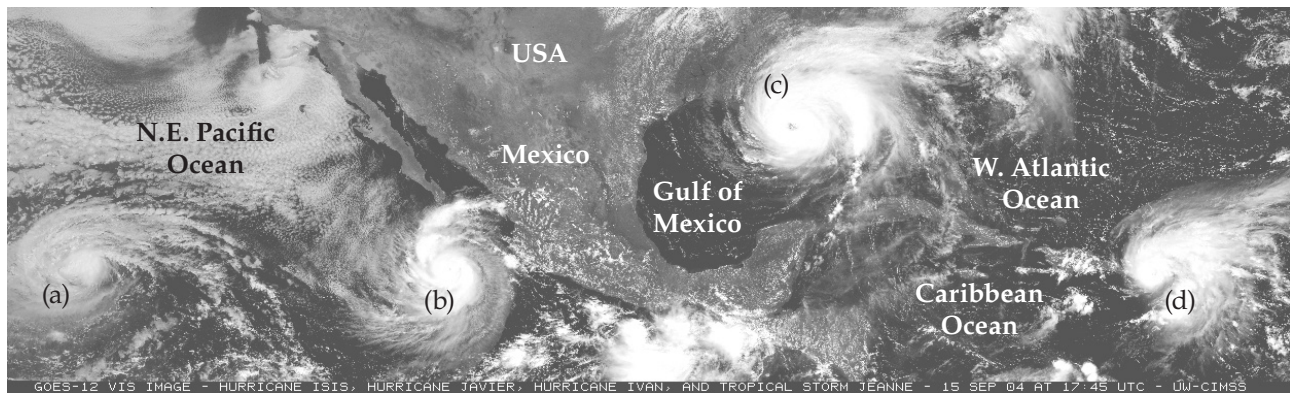 USA
(c)
N.E. Pacific
Ocean
Mexico
W. Atlantic
Ocean
Gulf of
Mexico
(a)
(b)
Caribbean
Ocean
(d)
GOES-12 VIS IMAGE - HURRICANE ISIS, HURRICANE JAVIER, HURRICANE IVAN, AND TROPICAL STORM JEANNE - 15 SEP 04 AT 17:45 UTC - UW-CIMSS